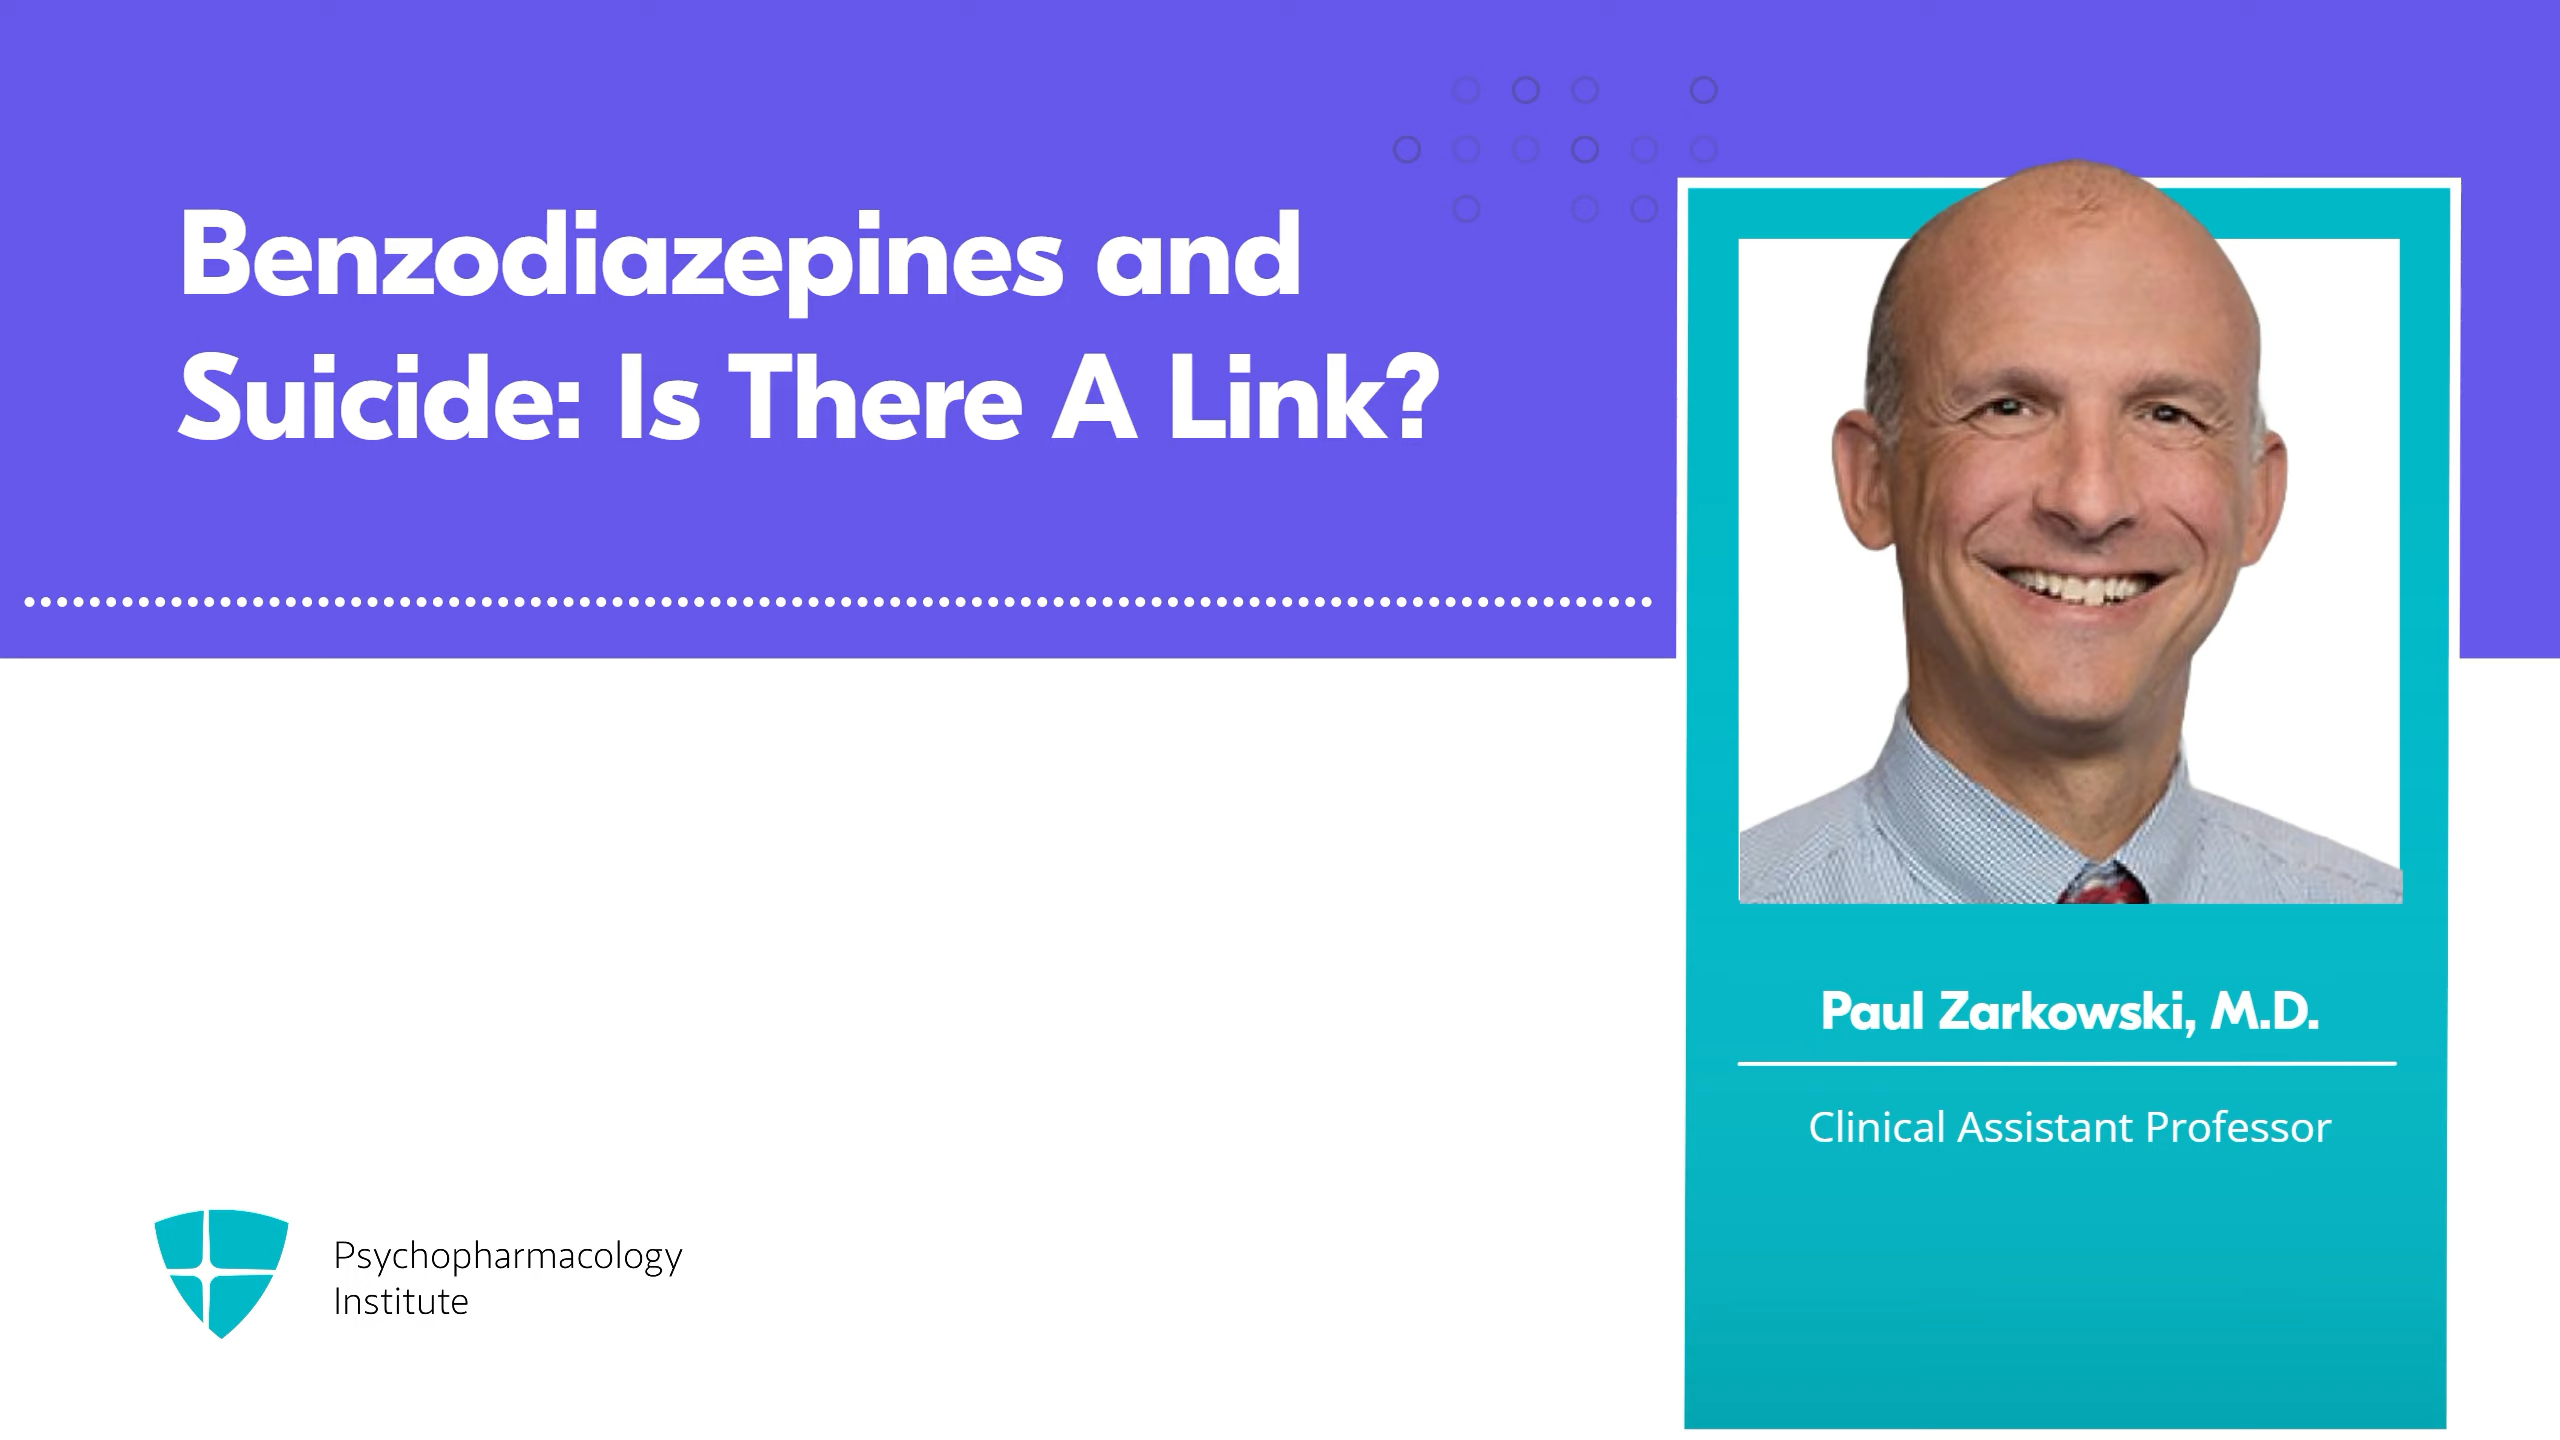 Benzodiazepines and
Suicide: Is There A Link?
Paul Zarkowski, M.D.
Clinical Assistant Professor
Psychopharmacology
Institute